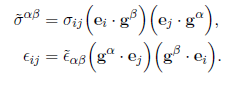 σ̃^{αβ} = σ_{ij}(𝐞_i · 𝐠^β)(𝐞_j · 𝐠^α),
ϵ_{ij} = ϵ̃_{αβ}(𝐠^α · 𝐞_j)(𝐠^β · 𝐞_i).